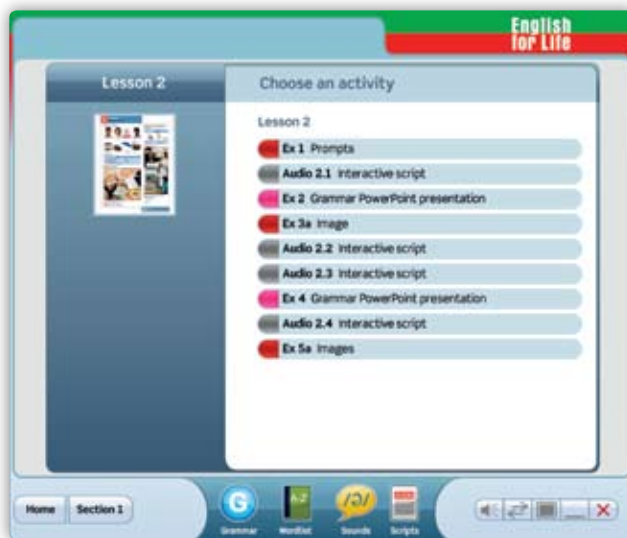 English
for Life
Lesson 2
Choose an activity
Lesson 2
Ex 1 Prompts
Audio 2.1 Interactive script
Ex 2 Grammar PowerPoint presentation
Ex 3a Image
Audio 2.2 Interactive script
Audio 2.3 Interactive script
Ex 4 Grammar PowerPoint presentation
Audio 2.4 Interactive script
Ex 5a Images
Home
Section 1
G
A-Z
/ə/
Grammar
Wordlist
Sounds
Scripts